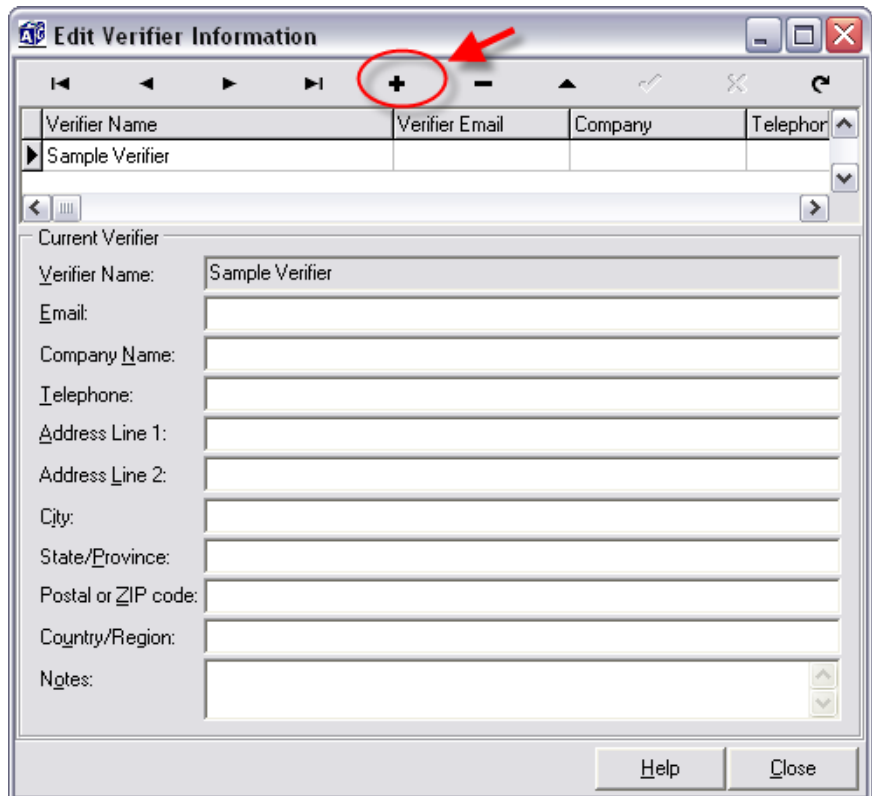 Edit Verifier Information
Verifier Name Verifier Email Company Telephor
Sample Verifier
Current Verifier
Verifier Name: Sample Verifier
Email:
Company Name:
Telephone:
Address Line 1:
Address Line 2:
City:
State/Province:
Postal or ZIP code:
Country/Region:
Notes:
Help Close